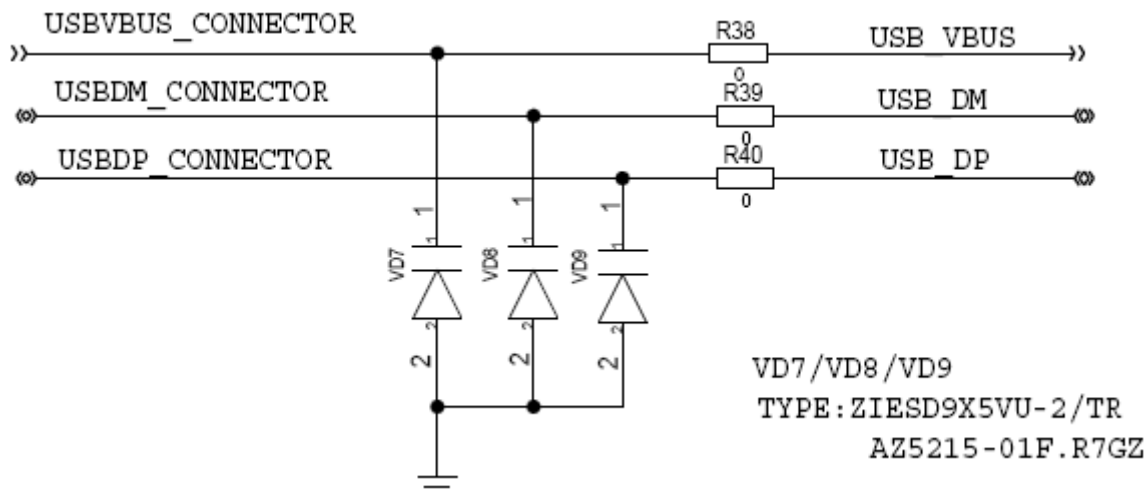 USBVBUS_CONNECTOR
R38
USB_VBUS
0
USBDM_CONNECTOR
R39
USB_DM
0
USBDP_CONNECTOR
R40
USB_DP
0
1
1
1
1
1
1
VD7
VD8
VD9
2
2
2
2
2
2
VD7/VD8/VD9
TYPE:ZIESD9X5VU-2/TR
AZ5215-01F.R7GZ